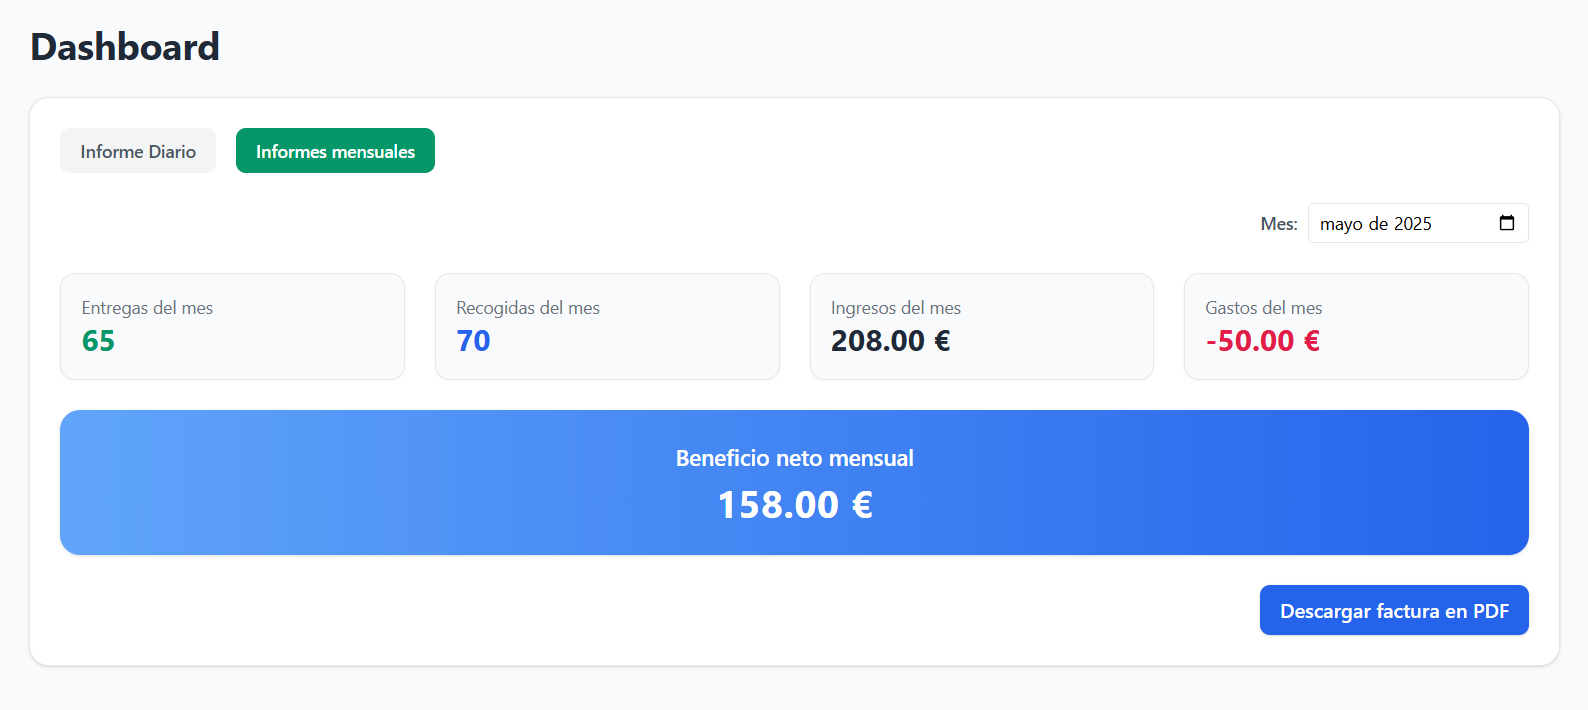 Dashboard
Informe Diario
Informes mensuales
Mes: mayo de 2025
Entregas del mes
65
Recogidas del mes
70
Ingresos del mes
208.00 €
Gastos del mes
-50.00 €
Beneficio neto mensual
158.00 €
Descargar factura en PDF